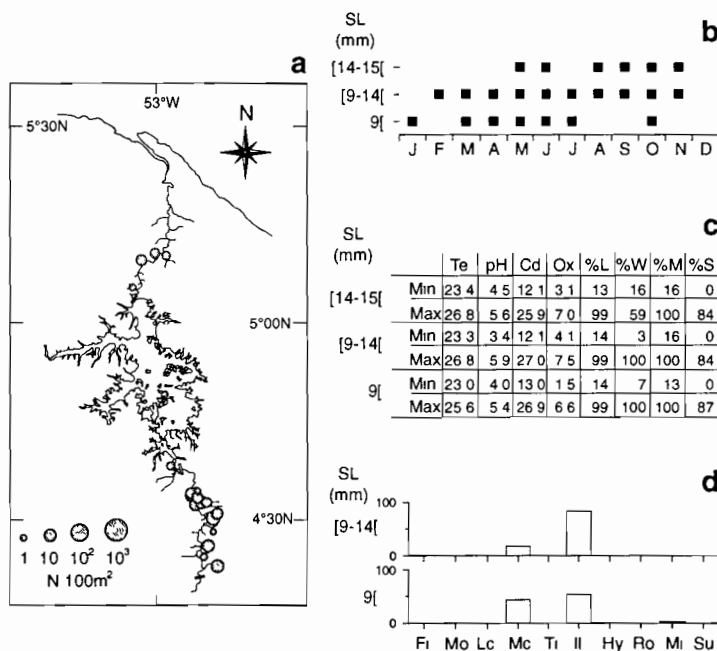 a
53°W
5°30N
N
5°00N
4°30N
1 10 10² 10³
N 100m²
b
SL
(mm)
[14-15[
[9-14[
9[
J F M A M J J A S O N D
c
SL
(mm)
Te pH Cd Ox %L %W %M %S
[14-15[
Min 23 4 4 5 12 1 3 1 13 16 16 0
Max 26 8 5 6 25 9 7 0 99 59 100 84
[9-14[
Min 23 3 3 4 12 1 4 1 14 3 16 0
Max 26 8 5 9 27 0 7 5 99 100 100 84
9[
Min 23 0 4 0 13 0 1 5 14 7 13 0
Max 25 6 5 4 26 9 6 6 99 100 100 87
d
SL
(mm)
100
[9-14[
0
100
9[
0
Fi Mo Lc Mc Ti Il Hy Ro Mi Su